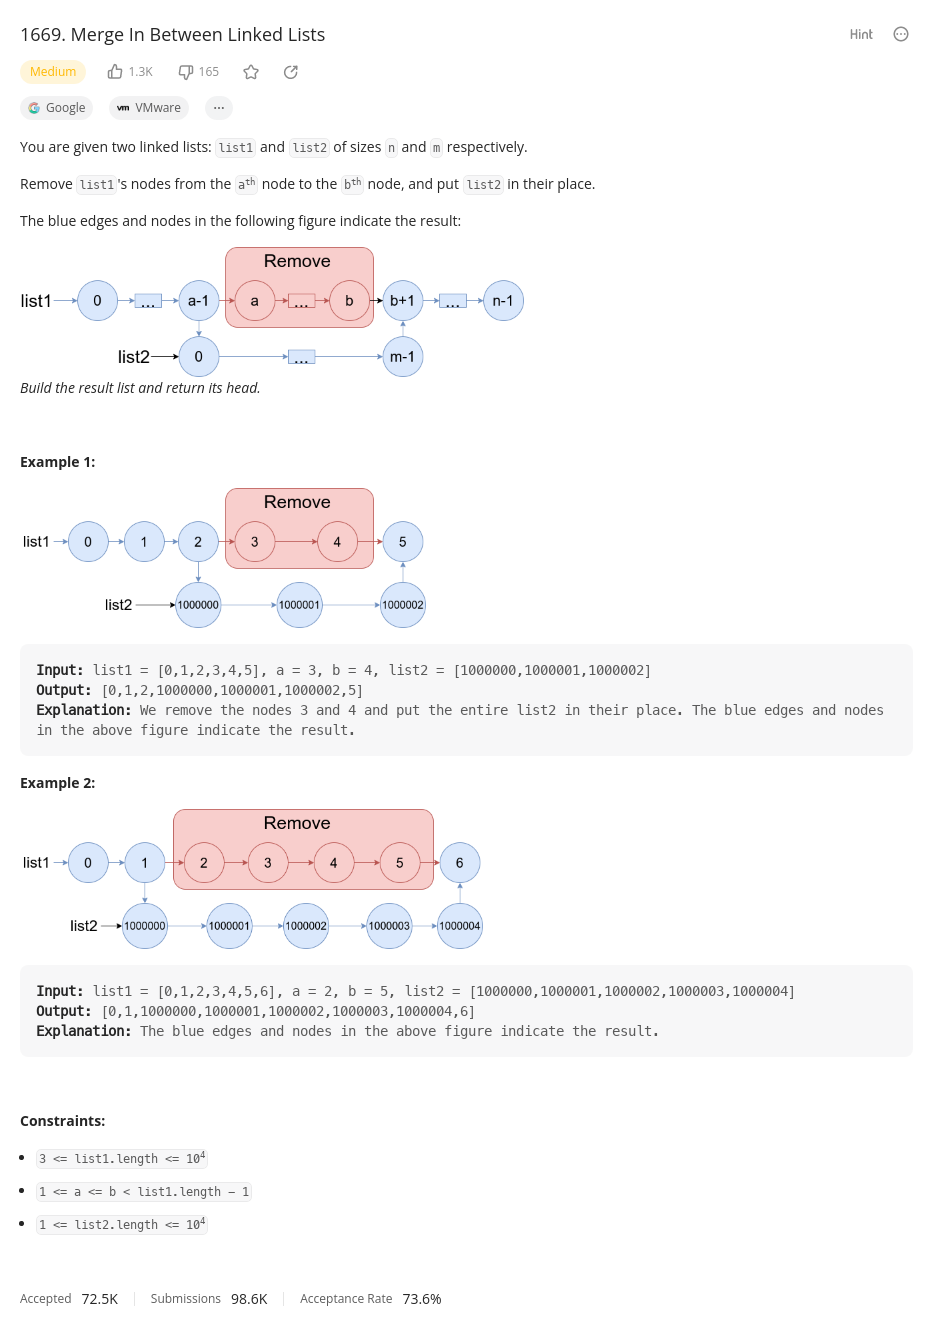 1669. Merge In Between Linked Lists
Hint
Medium 1.3K 165
Google vm VMware ...
You are given two linked lists: list1 and list2 of sizes n and m respectively.
Remove list1's nodes from the ath node to the bth node, and put list2 in their place.
The blue edges and nodes in the following figure indicate the result:
Remove
list1 0 ... a-1 a ... b b+1 ... n-1
list2 0 ... m-1
Build the result list and return its head.
Example 1:
Remove
list1 0 1 2 3 4 5
list2 1000000 1000001 1000002
Input: list1 = [0,1,2,3,4,5], a = 3, b = 4, list2 = [1000000,1000001,1000002]
Output: [0,1,2,1000000,1000001,1000002,5]
Explanation: We remove the nodes 3 and 4 and put the entire list2 in their place. The blue edges and nodes
in the above figure indicate the result.
Example 2:
Remove
list1 0 1 2 3 4 5 6
list2 1000000 1000001 1000002 1000003 1000004
Input: list1 = [0,1,2,3,4,5,6], a = 2, b = 5, list2 = [1000000,1000001,1000002,1000003,1000004]
Output: [0,1,1000000,1000001,1000002,1000003,1000004,6]
Explanation: The blue edges and nodes in the above figure indicate the result.
Constraints:
• 3 <= list1.length <= 10⁴
• 1 <= a <= b < list1.length - 1
• 1 <= list2.length <= 10⁴
Accepted 72.5K Submissions 98.6K Acceptance Rate 73.6%